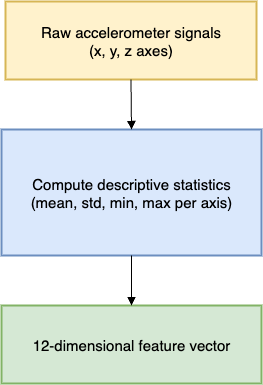 Raw accelerometer signals
(x, y, z axes)
Compute descriptive statistics
(mean, std, min, max per axis)
12-dimensional feature vector